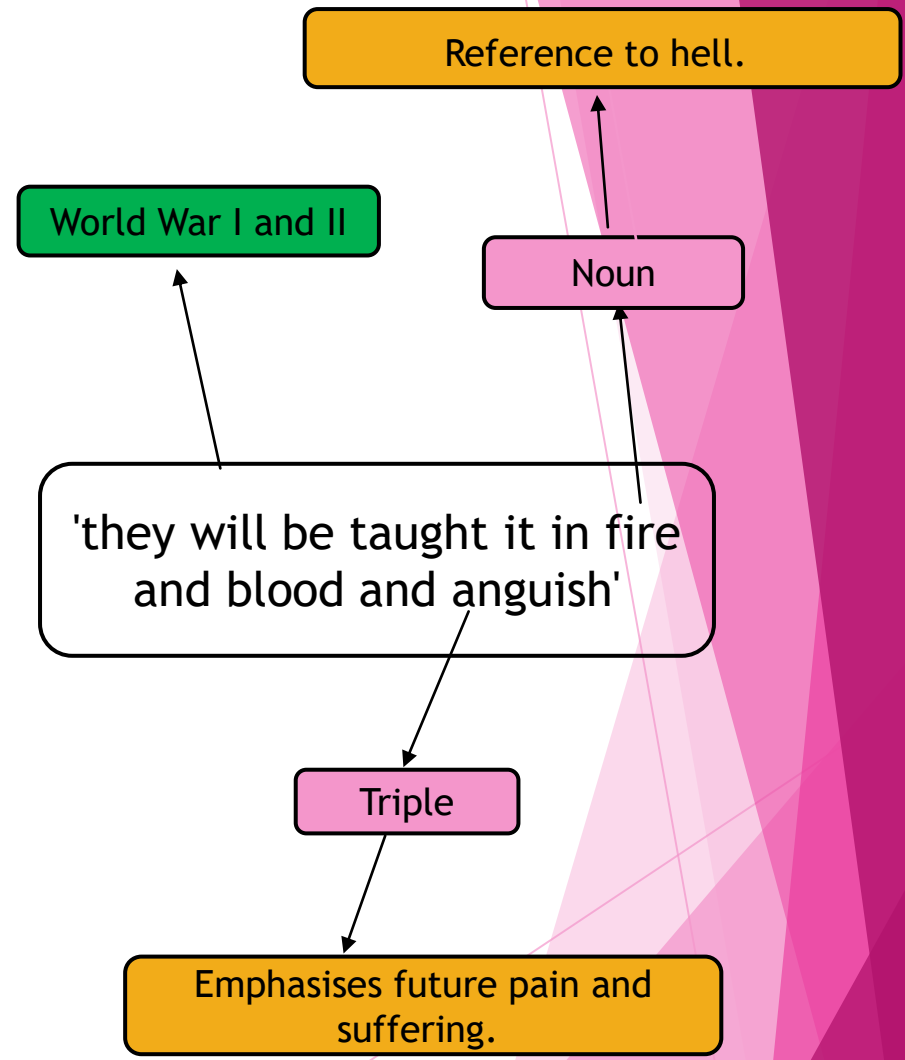 Reference to hell.
World War I and II
Noun
'they will be taught it in fire
and blood and anguish'
Triple
Emphasises future pain and
suffering.